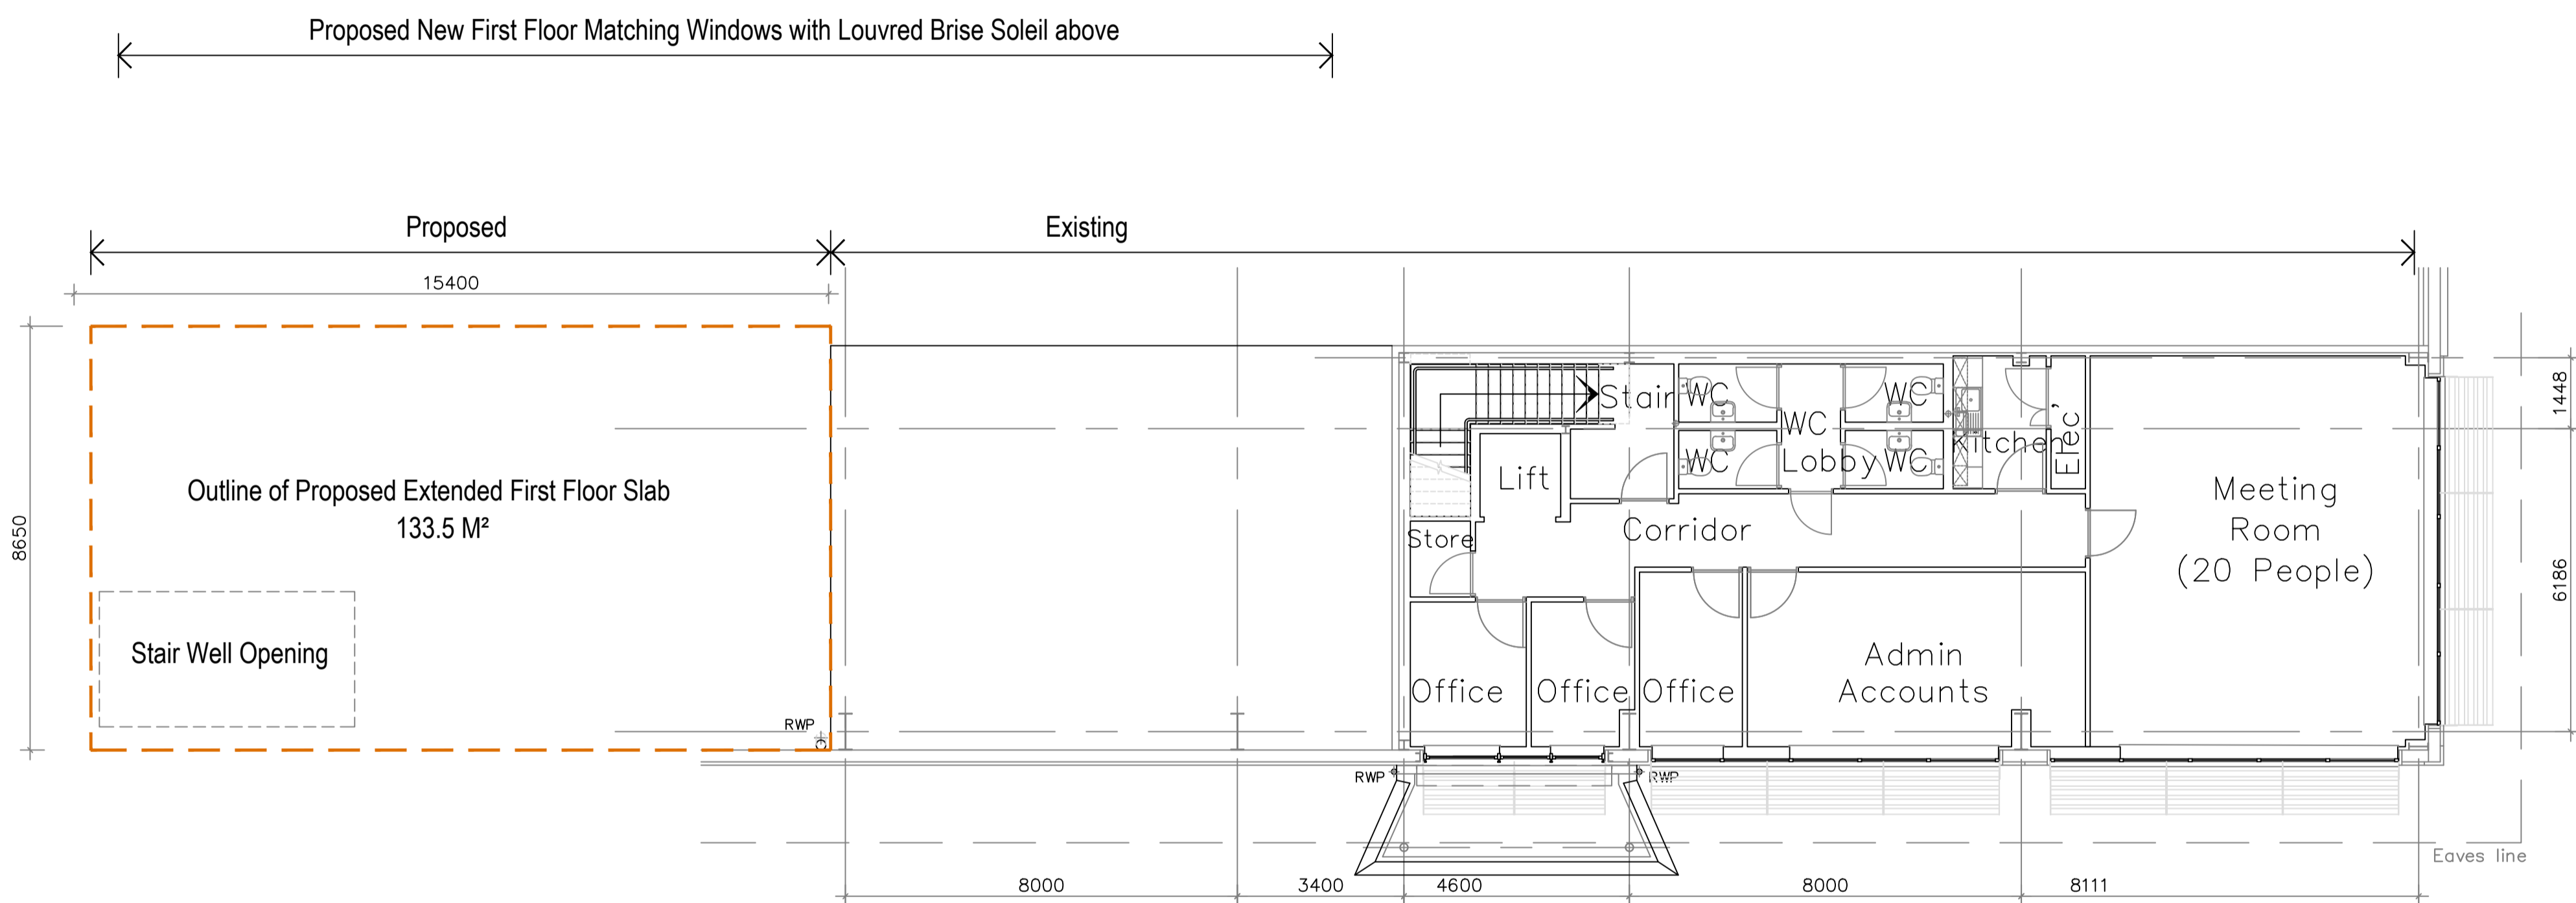 Proposed New First Floor Matching Windows with Louvred Brise Soleil above
Proposed
Existing
15400
8650
Outline of Proposed Extended First Floor Slab
133.5 M²
Stair Well Opening
RWP
Stair
WC
WC
WC
Lobby
WC
WC
Kitchen
Elec'
Lift
Store
Corridor
Meeting
Room
(20 People)
Office
Office
Office
Admin
Accounts
1448
6186
RWP
RWP
Eaves line
8000
3400
4600
8000
8111